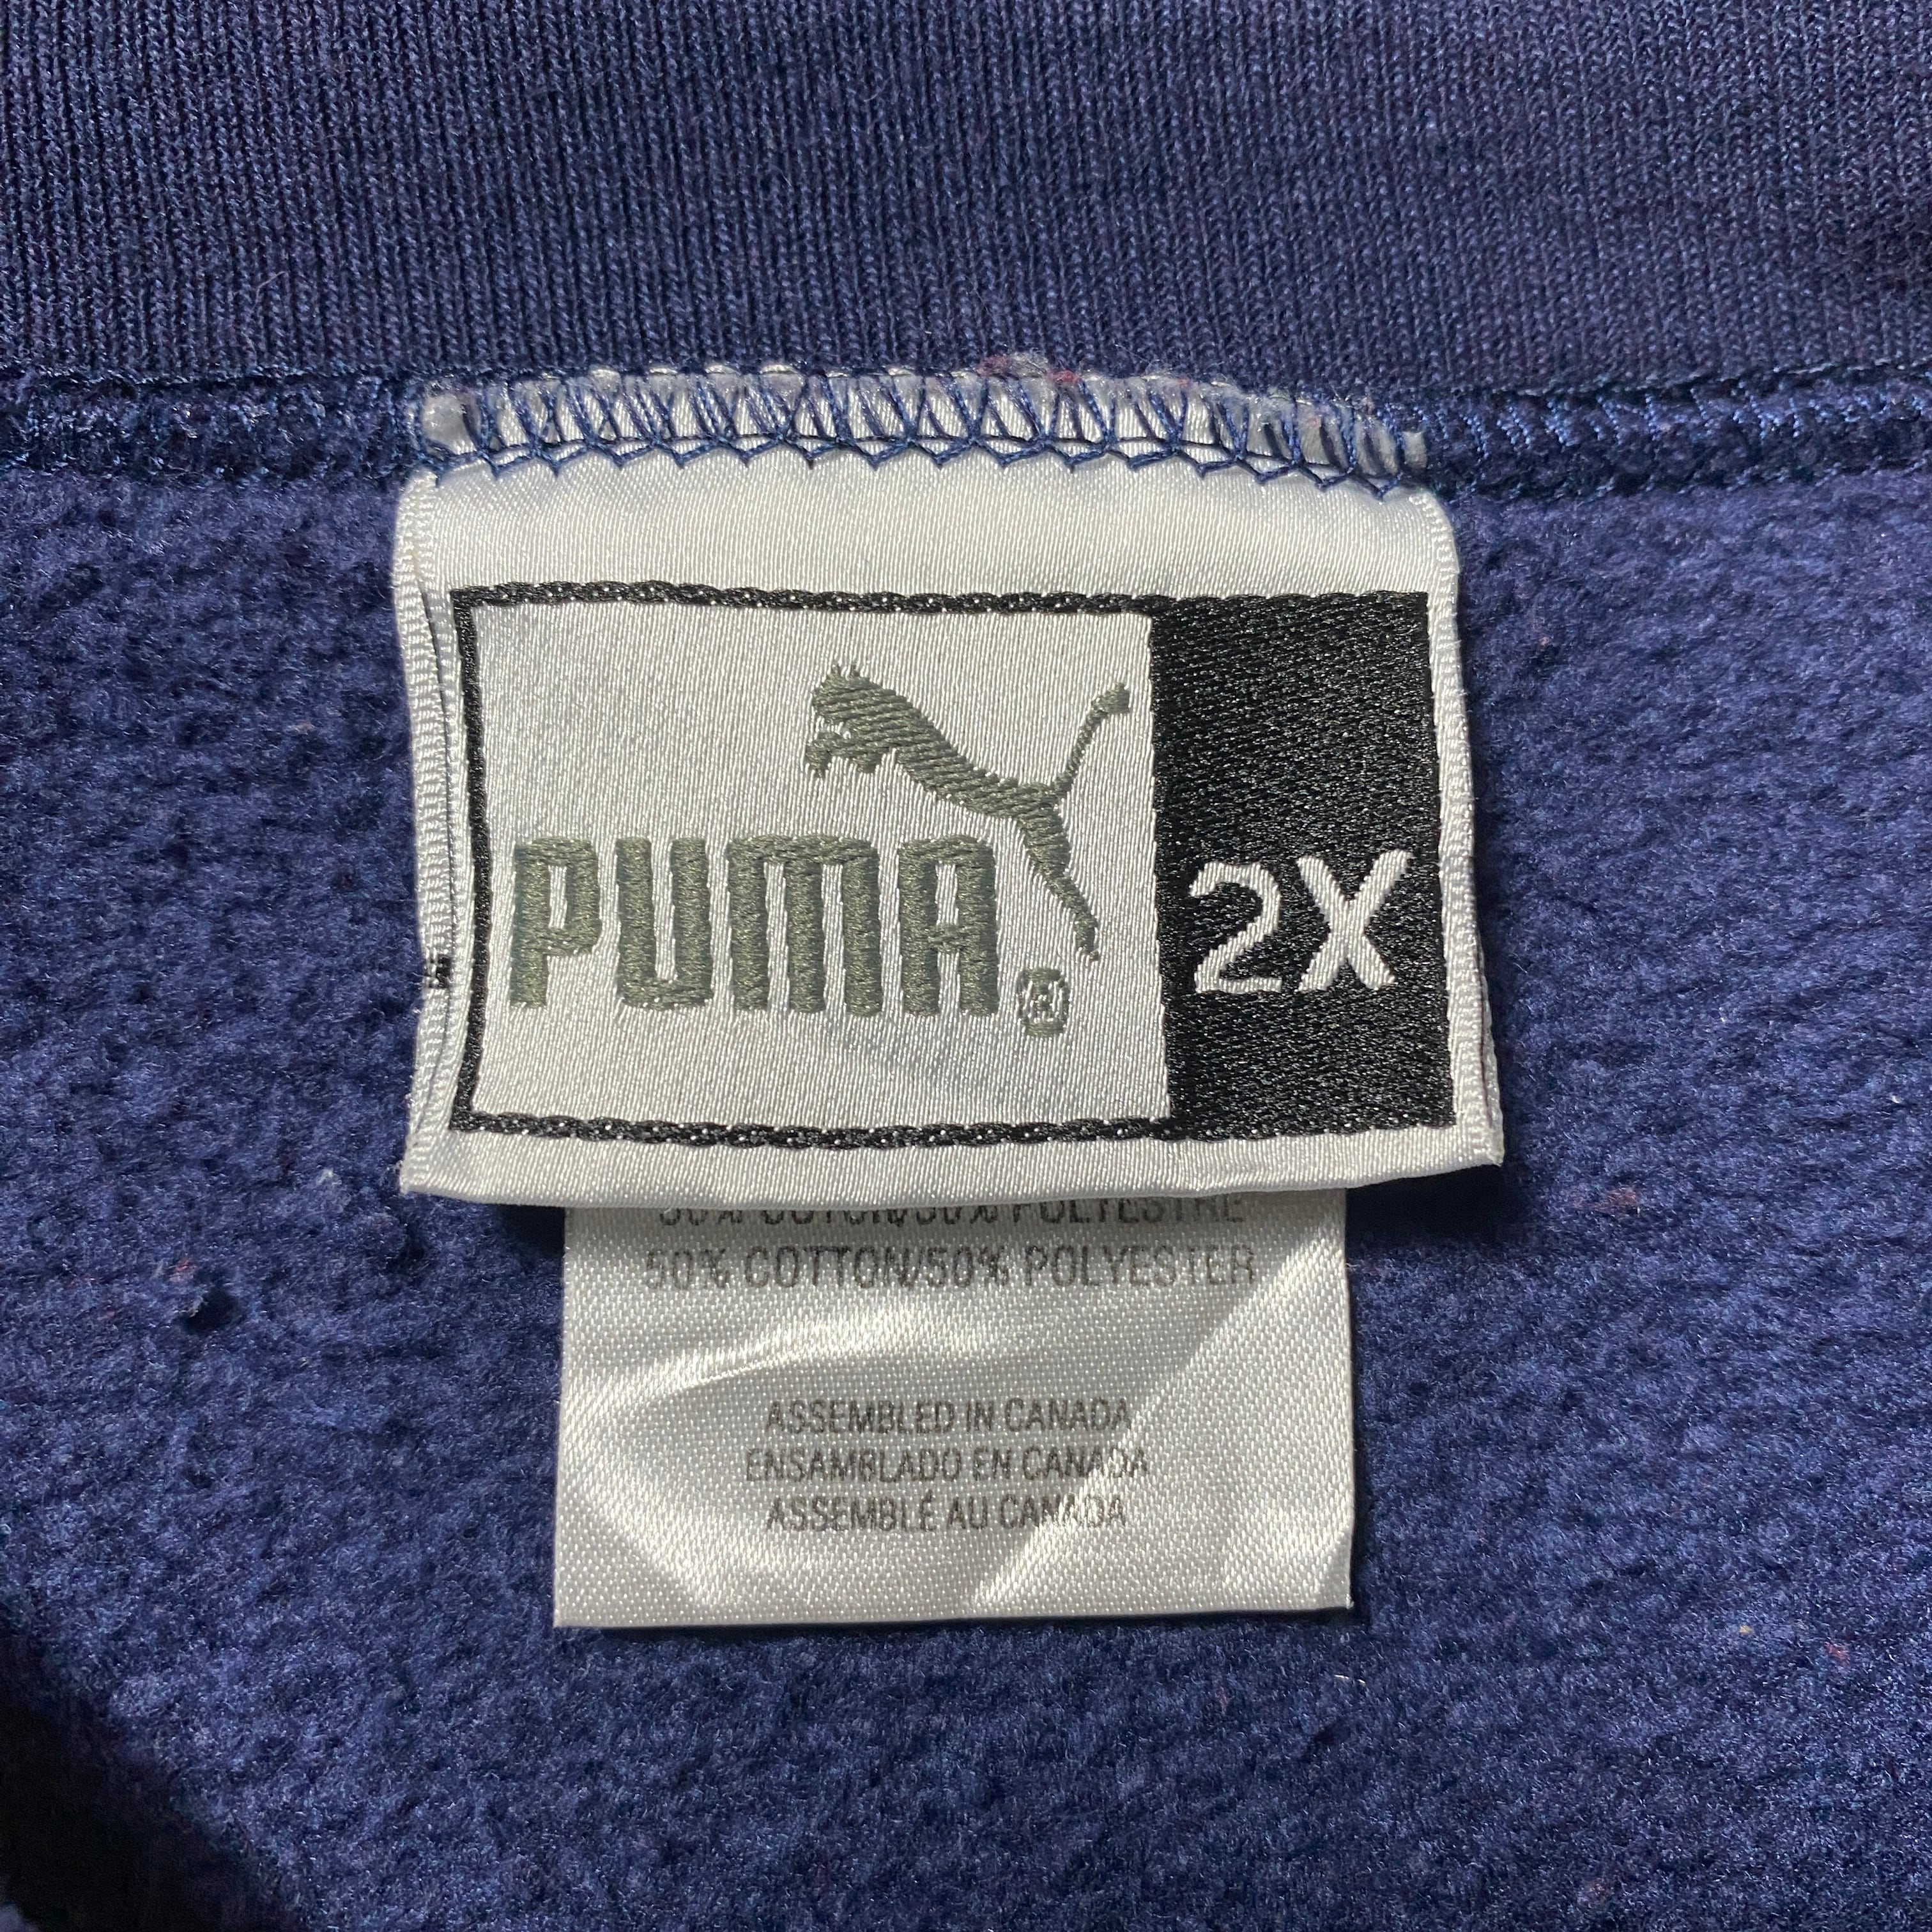 PUMA®
2X
50% COTTON/50% POLYESTER
ASSEMBLED IN CANADA
ENSAMBLADO EN CANADA
ASSEMBLÉ AU CANADA